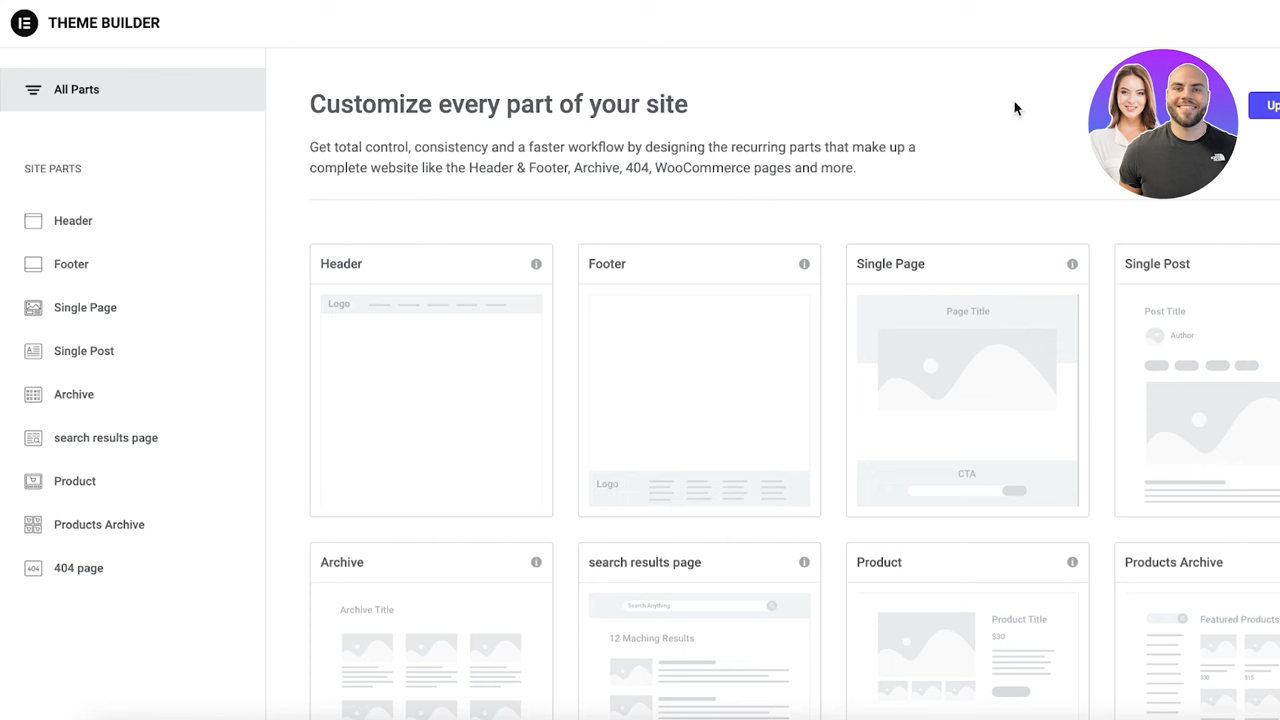 THEME BUILDER
All Parts
SITE PARTS
Header
Footer
Single Page
Single Post
Archive
search results page
Product
Products Archive
404 page
Customize every part of your site
Up
Get total control, consistency and a faster workflow by designing the recurring parts that make up a
complete website like the Header & Footer, Archive, 404, WooCommerce pages and more.
Header
Logo
Footer
Logo
Single Page
Page Title
CTA
Single Post
Post Title
Author
Archive
Archive Title
search results page
Search Anything
12 Maching Results
Product
Product Title
$30
Products Archive
Featured Products